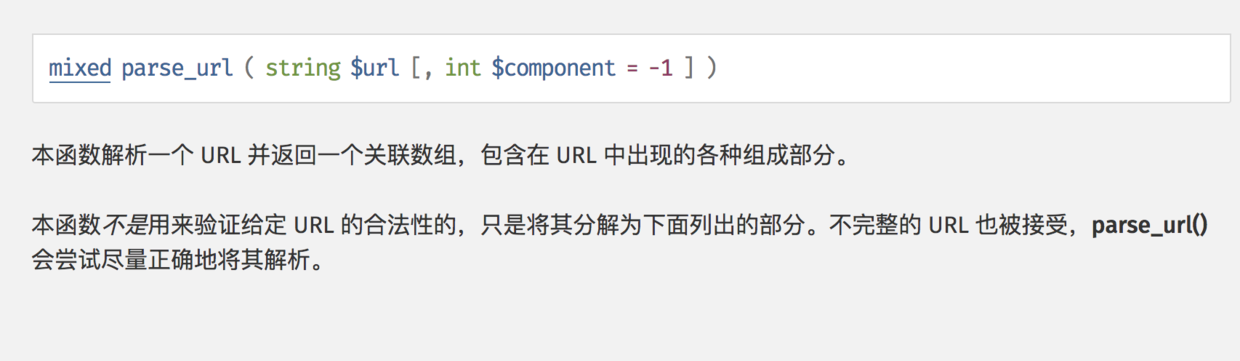 mixed parse_url ( string $url [, int $component = -1 ] )
本函数解析一个 URL 并返回一个关联数组，包含在 URL 中出现的各种组成部分。
本函数不是用来验证给定 URL 的合法性的，只是将其分解为下面列出的部分。不完整的 URL 也被接受，parse_url()
会尝试尽量正确地将其解析。